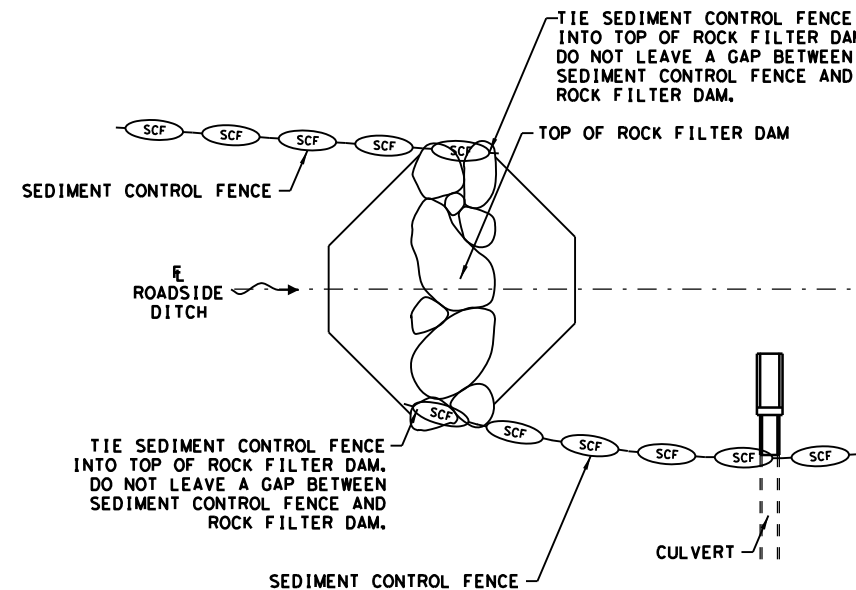 TIE SEDIMENT CONTROL FENCE
INTO TOP OF ROCK FILTER DAM
DO NOT LEAVE A GAP BETWEEN
SEDIMENT CONTROL FENCE AND
ROCK FILTER DAM.
TOP OF ROCK FILTER DAM
SCF
SCF
SCF
SCF
SCF
SEDIMENT CONTROL FENCE
FL
ROADSIDE
DITCH
SCF
SCF
SCF
SCF
SCF
SCF
TIE SEDIMENT CONTROL FENCE
INTO TOP OF ROCK FILTER DAM.
DO NOT LEAVE A GAP BETWEEN
SEDIMENT CONTROL FENCE AND
ROCK FILTER DAM.
CULVERT
SEDIMENT CONTROL FENCE